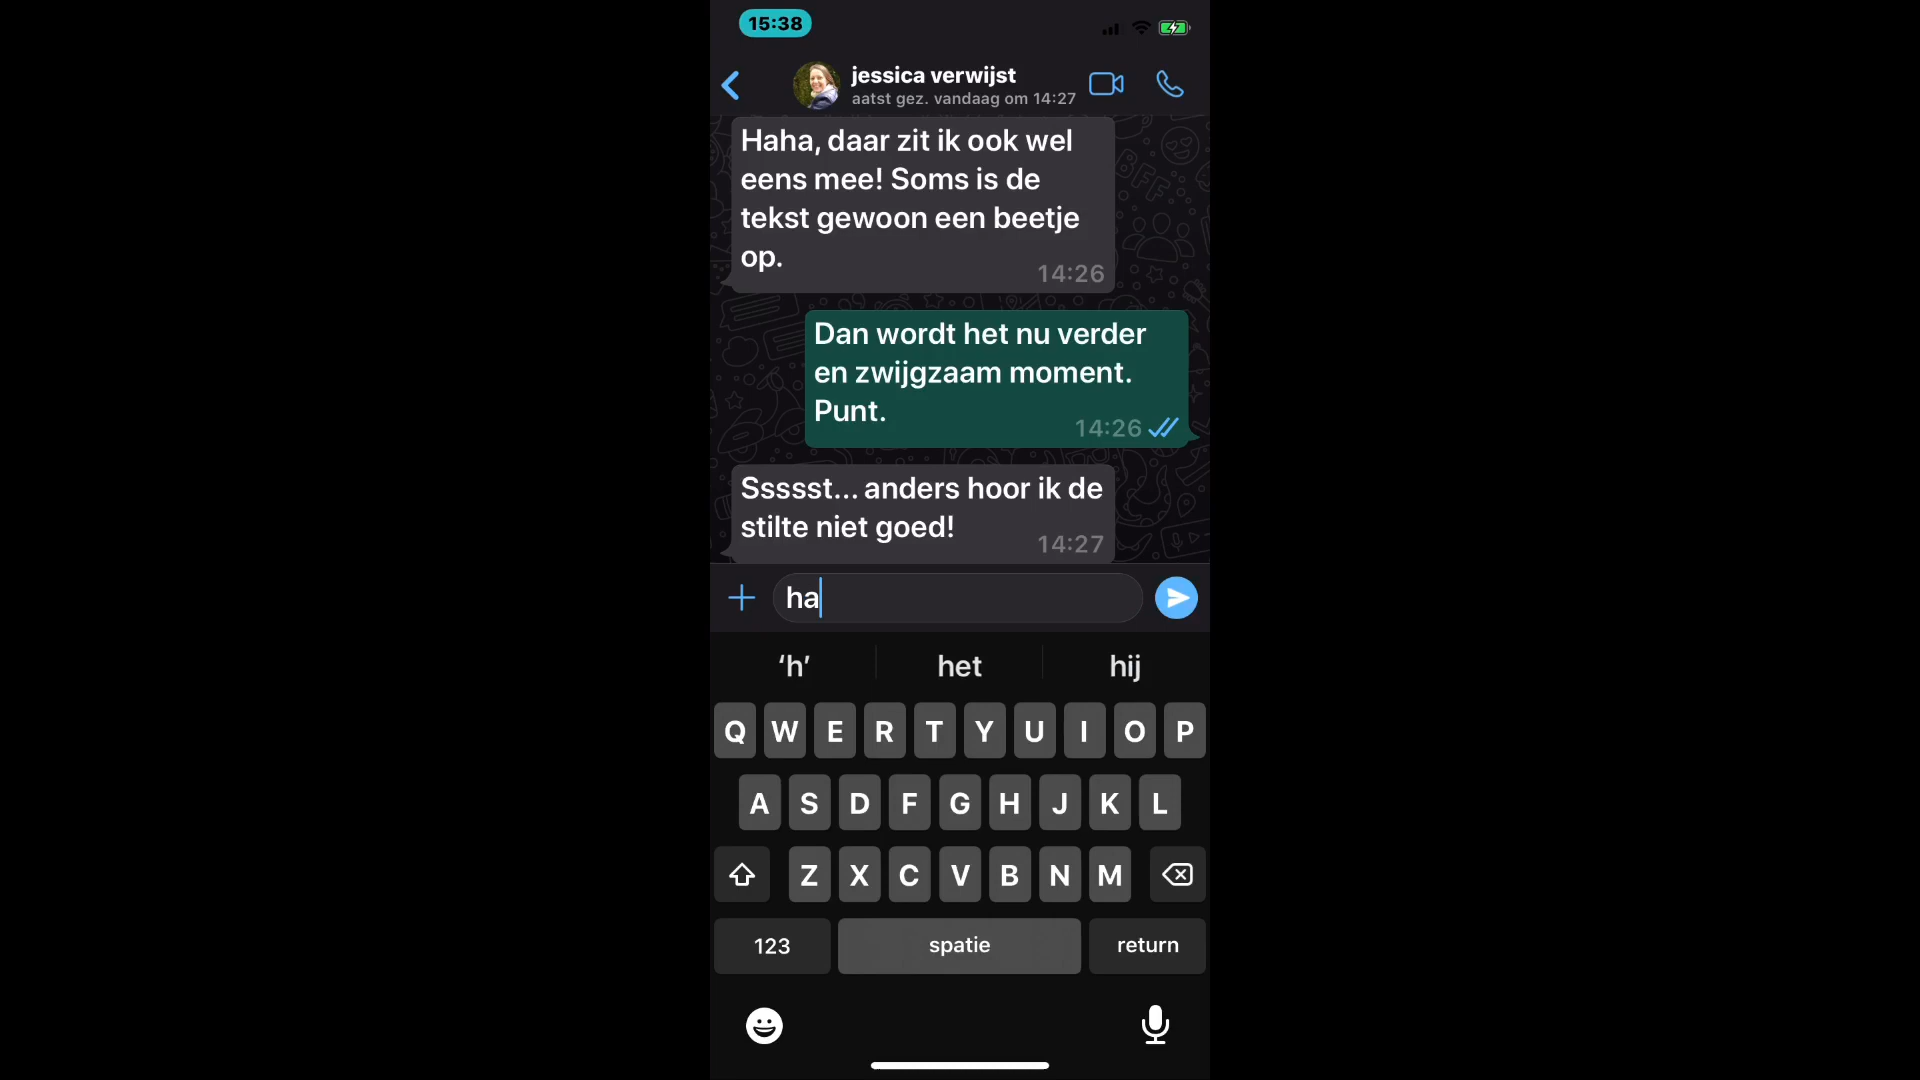 15:38
jessica verwijst
aatst gez. vandaag om 14:27
Haha, daar zit ik ook wel
eens mee! Soms is de
tekst gewoon een beetje
op.
14:26
Dan wordt het nu verder
en zwijgzaam moment.
Punt.
14:26
Ssssst... anders hoor ik de
stilte niet goed!
14:27
ha
‘h’ het hij
Q W E R T Y U I O P
A S D F G H J K L
Z X C V B N M
123 spatie return